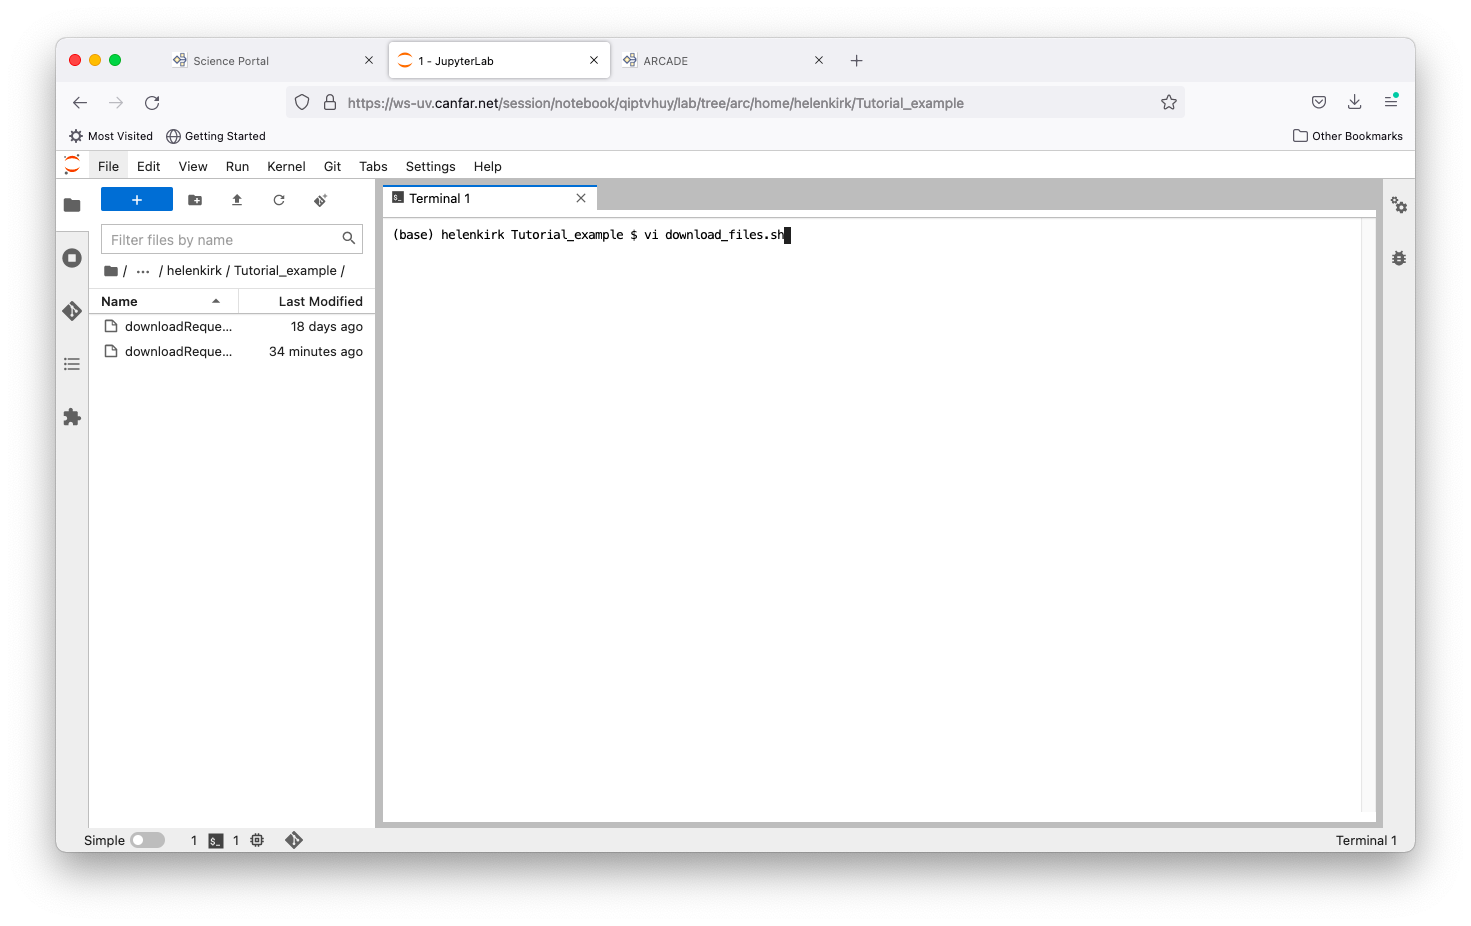 Science Portal
1 - JupyterLab
ARCADE
https://ws-uv.canfar.net/session/notebook/qiptvhuy/lab/tree/arc/home/helenkirk/Tutorial_example
Most Visited
Getting Started
Other Bookmarks
File Edit View Run Kernel Git Tabs Settings Help
+
Terminal 1
(base) helenkirk Tutorial_example $ vi download_files.sh
Filter files by name
/ ... / helenkirk / Tutorial_example /
Name Last Modified
downloadReque... 18 days ago
downloadReque... 34 minutes ago
Simple 1 $_ 1
Terminal 1